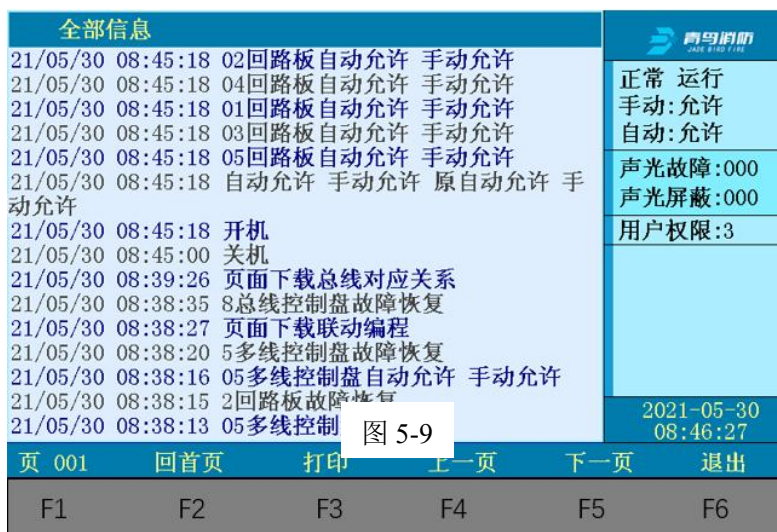 全部信息
青鸟消防
JADE BIRD FIRE
21/05/30 08:45:18 02回路板自动允许 手动允许
21/05/30 08:45:18 04回路板自动允许 手动允许
21/05/30 08:45:18 01回路板自动允许 手动允许
21/05/30 08:45:18 03回路板自动允许 手动允许
21/05/30 08:45:18 05回路板自动允许 手动允许
21/05/30 08:45:18 自动允许 手动允许 原自动允许 手
动允许
21/05/30 08:45:18 开机
21/05/30 08:45:00 关机
21/05/30 08:39:26 页面下载总线对应关系
21/05/30 08:38:35 8总线控制盘故障恢复
21/05/30 08:38:27 页面下载联动编程
21/05/30 08:38:20 5多线控制盘故障恢复
21/05/30 08:38:16 05多线控制盘自动允许 手动允许
21/05/30 08:38:15 2回路板故障恢复
21/05/30 08:38:13 05多线控制
正常 运行
手动:允许
自动:允许
声光故障:000
声光屏蔽:000
用户权限:3
2021-05-30
08:46:27
图 5-9
页 001 回首页 打印 上一页 下一页 退出
F1 F2 F3 F4 F5 F6